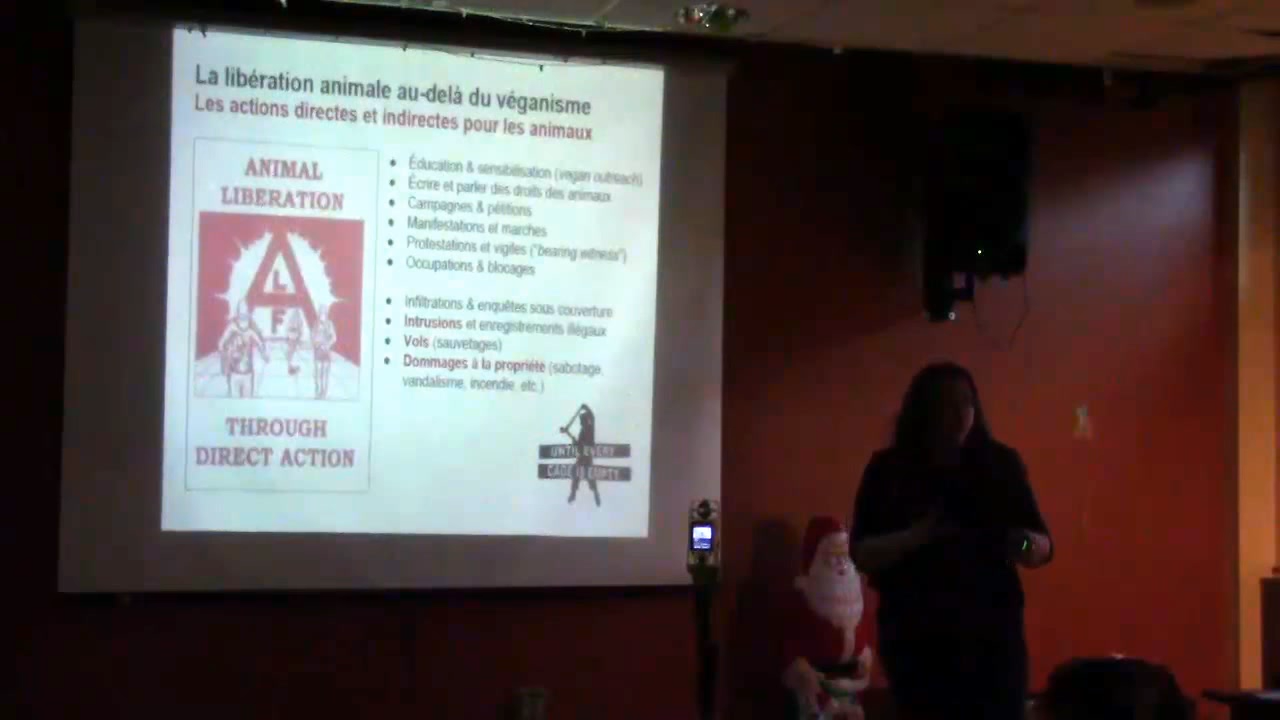 La libération animale au-delà du véganisme
Les actions directes et indirectes pour les animaux
ANIMAL
LIBERATION
A
L
F
THROUGH
DIRECT ACTION
• Éducation & sensibilisation (vegan outreach)
• Écrire et parler des droits des animaux
• Campagnes & pétitions
• Manifestations et marches
• Protestations et vigiles ("bearing witness")
• Occupations & blocages
• Infiltrations & enquêtes sous couverture
• Intrusions et enregistrements illégaux
• Vols (sauvetages)
• Dommages à la propriété (sabotage,
vandalisme, incendie, etc.)
UNTIL EVERY
CAGE IS EMPTY